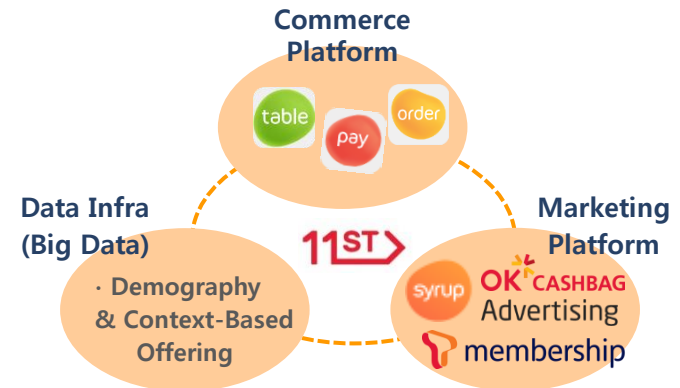 Commerce
Platform
table
pay
order
Data Infra
(Big Data)
· Demography
& Context-Based
Offering
11ST
Marketing
Platform
syrup
OK CASHBAG
Advertising
T membership